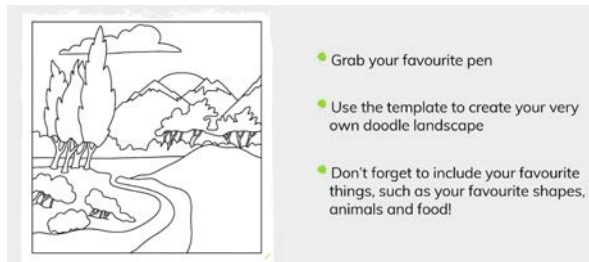 Grab your favourite pen
Use the template to create your very
own doodle landscape
Don't forget to include your favourite
things, such as your favourite shapes,
animals and food!